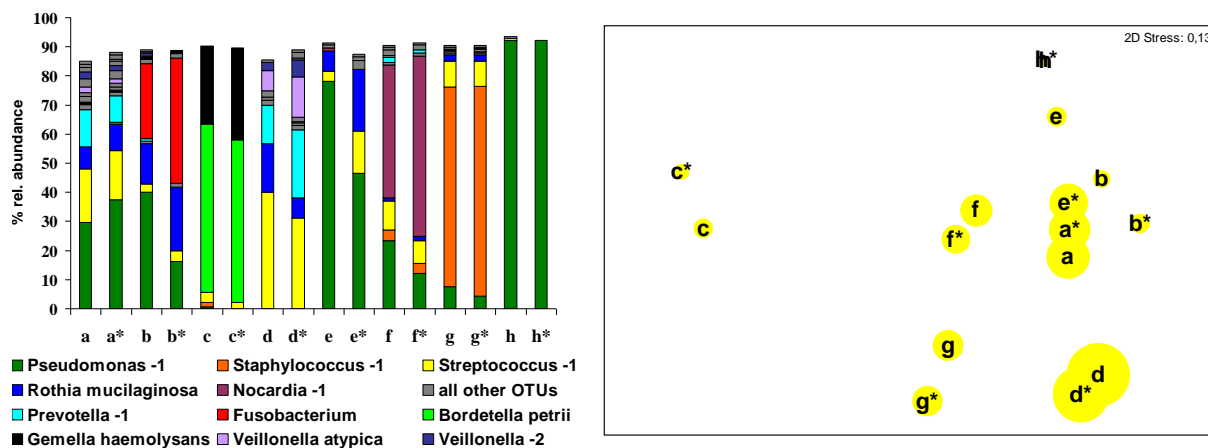 100
90
80
70
60
50
40
30
20
10
0
% rel. abundance
a a* b b* c c* d d* e e* f f* g g* h h*
Pseudomonas -1 Staphylococcus -1 Streptococcus -1
Rothia mucilaginosa Nocardia -1 all other OTUs
Prevotella -1 Fusobacterium Bordetella petrii
Gemella haemolysans Veillonella atypica Veillonella -2
2D Stress: 0,13
h*
e
c*
b
e*
f
b*
c
a*
f*
a
g
d
d*
g*